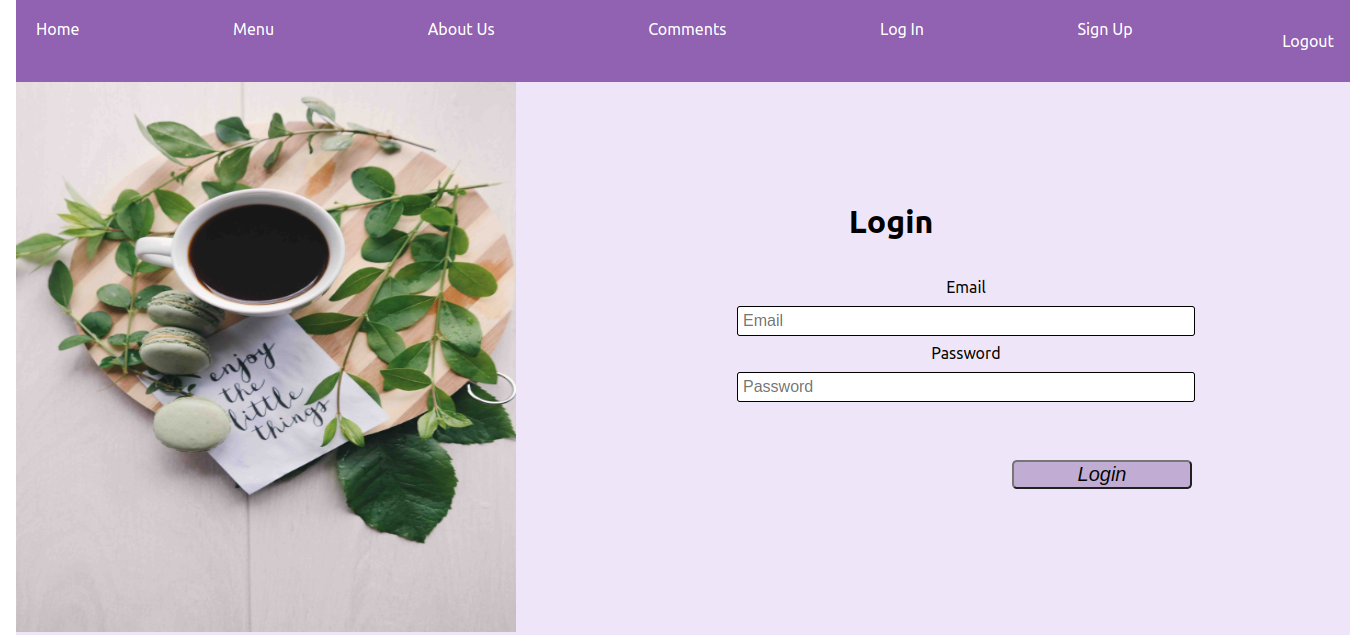 Home Menu About Us Comments Log In Sign Up Logout
Login
Email
Email
Password
Password
Login
enjoy
the
little
things